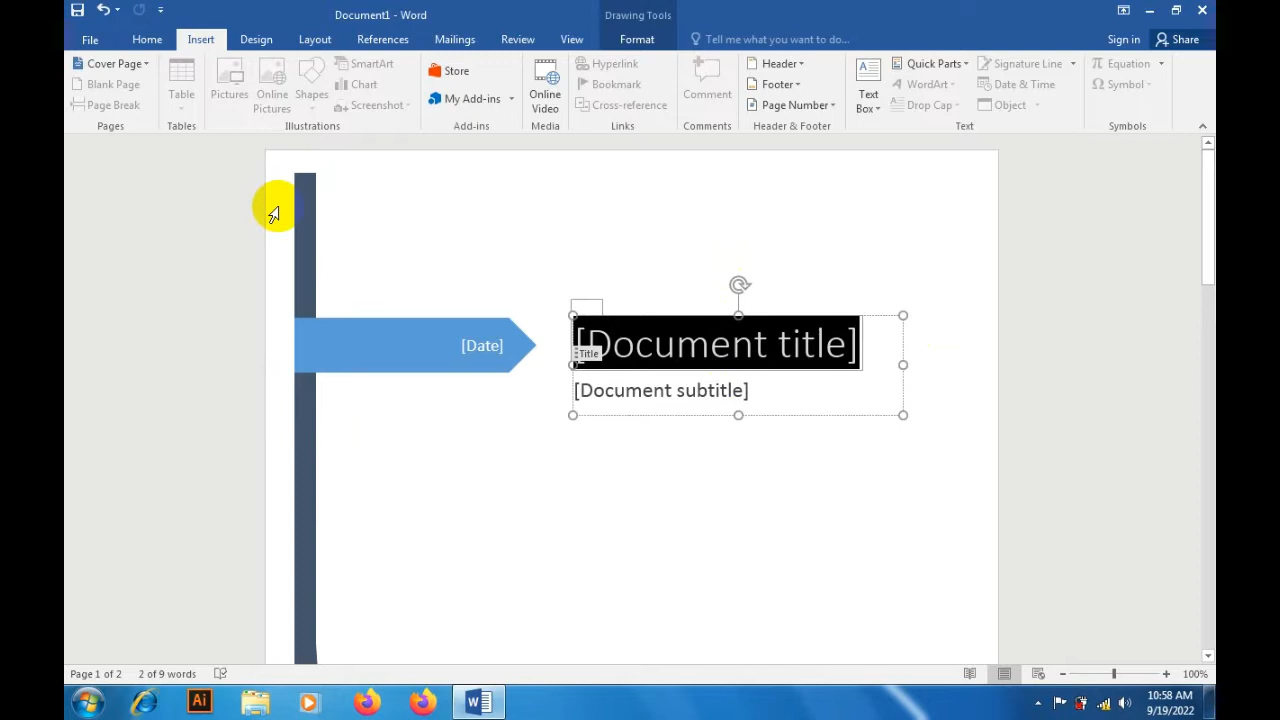 Document1 - Word
Drawing Tools
File Home Insert Design Layout References Mailings Review View Format Tell me what you want to do... Sign in Share
Cover Page
Blank Page
Page Break
Pages
Table
Tables
Pictures
Online Pictures
Shapes
SmartArt
Chart
Screenshot
Illustrations
Store
My Add-ins
Add-ins
Online Video
Media
Hyperlink
Bookmark
Cross-reference
Links
Comment
Comments
Header
Footer
Page Number
Header & Footer
Text Box
Quick Parts
WordArt
Drop Cap
Signature Line
Date & Time
Object
Text
Equation
Symbol
Symbols
[Date]
[Document title]
Title
[Document subtitle]
Page 1 of 2 2 of 9 words 100%
Ai
10:58 AM
9/19/2022